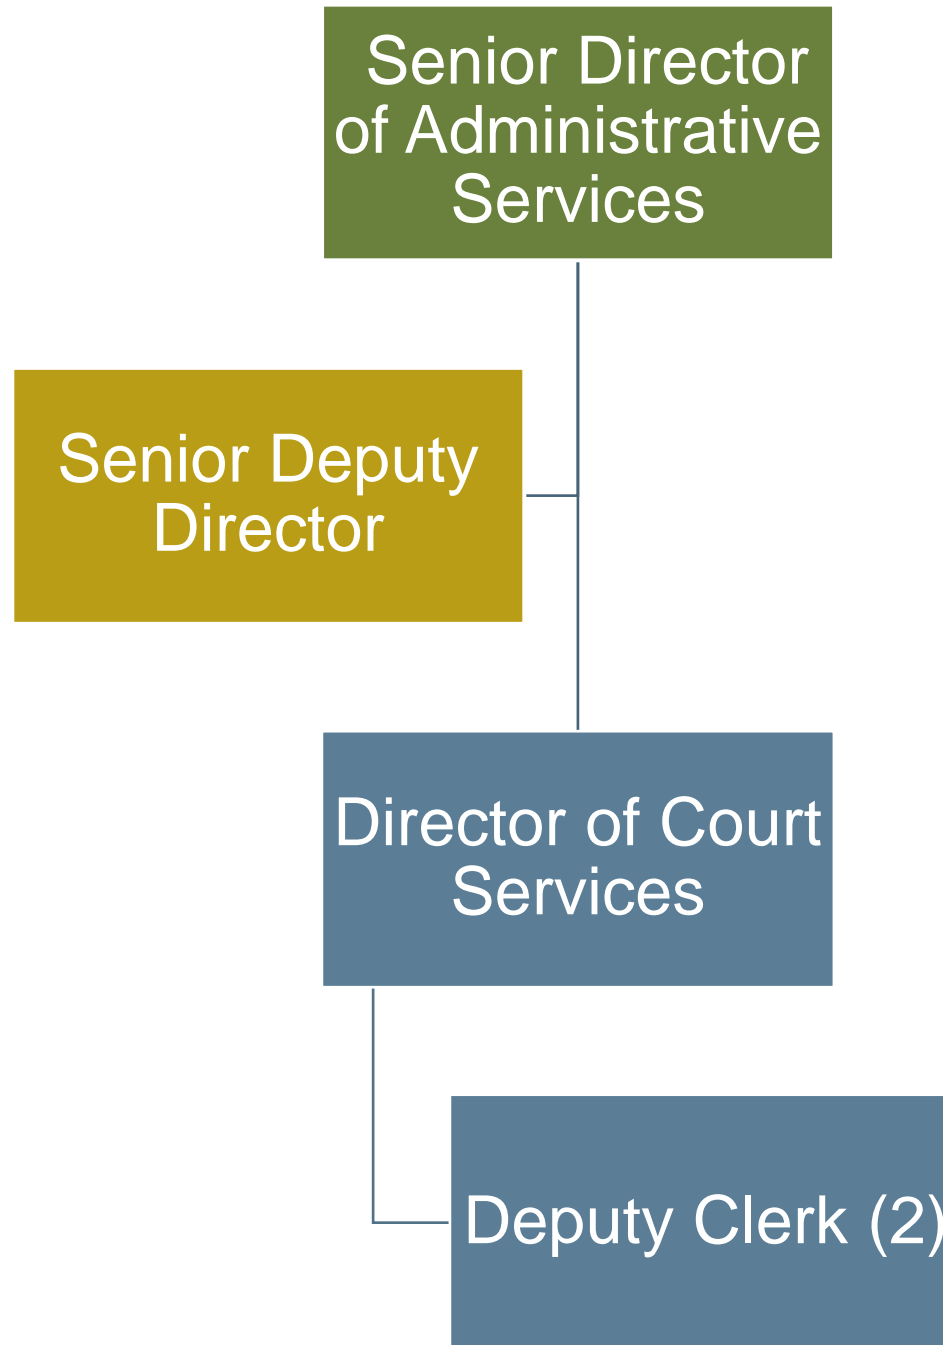 Senior Director
of Administrative
Services
Senior Deputy
Director
Director of Court
Services
Deputy Clerk (2)